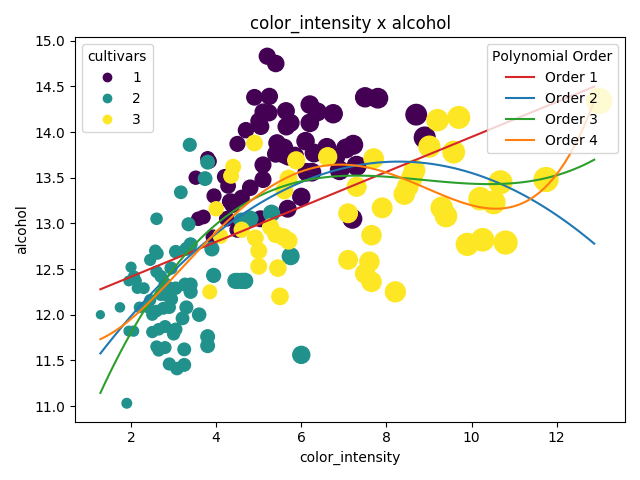 color_intensity x alcohol
cultivars
1
2
3
Polynomial Order
Order 1
Order 2
Order 3
Order 4
15.0
14.5
14.0
13.5
13.0
12.5
12.0
11.5
11.0
alcohol
2 4 6 8 10 12
color_intensity